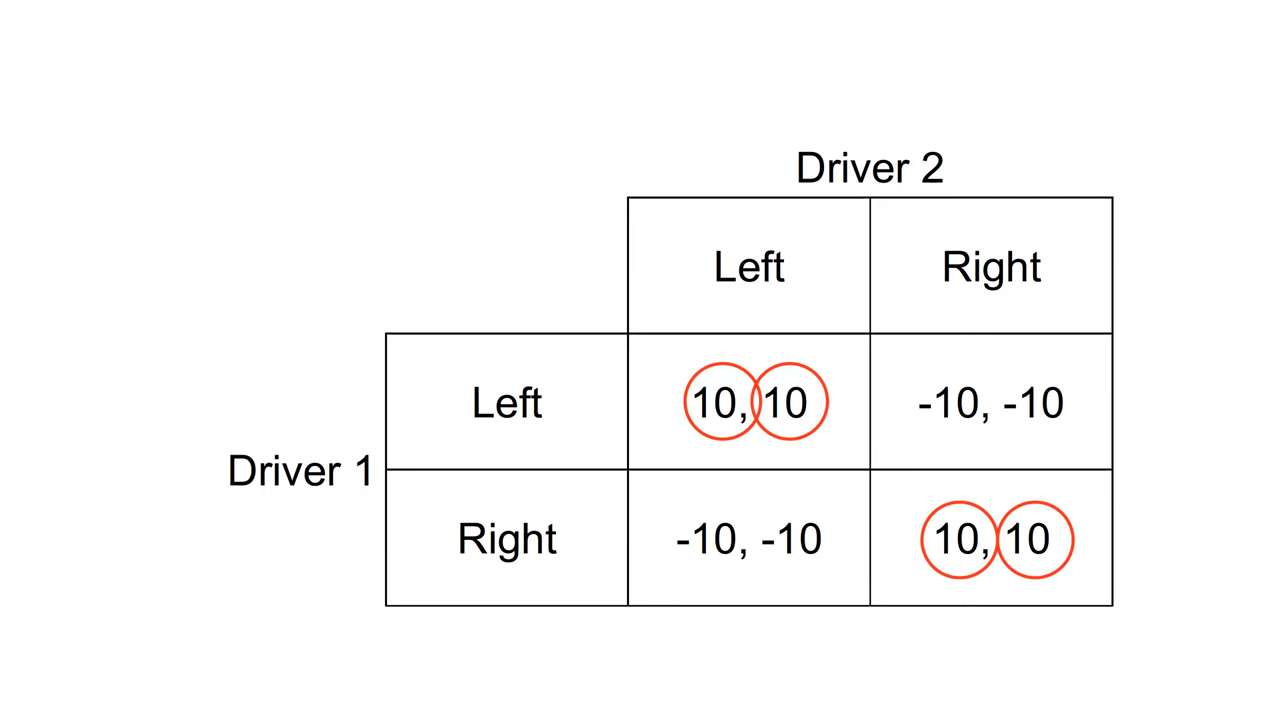 Driver 2
Left Right
Left 10, 10 -10, -10
Driver 1
Right -10, -10 10, 10